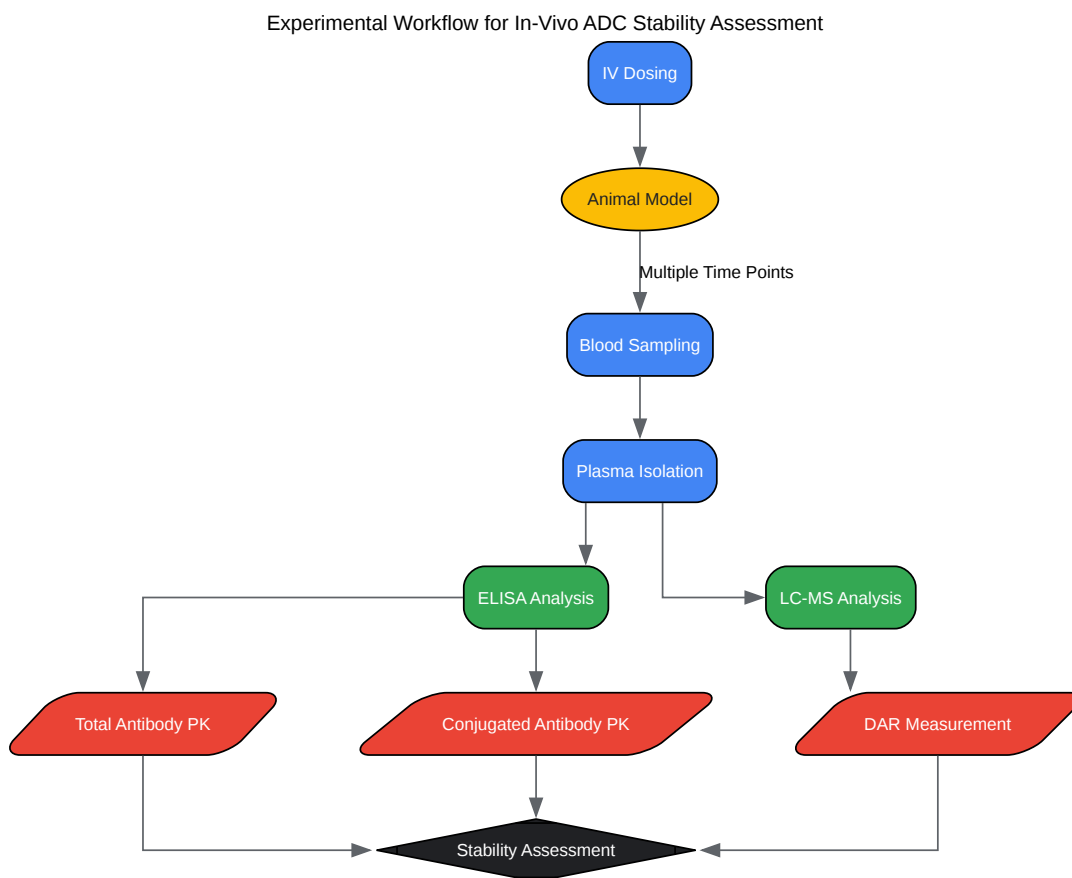 Experimental Workflow for In-Vivo ADC Stability Assessment
IV Dosing
Animal Model
Multiple Time Points
Blood Sampling
Plasma Isolation
ELISA Analysis
LC-MS Analysis
Total Antibody PK
Conjugated Antibody PK
DAR Measurement
Stability Assessment